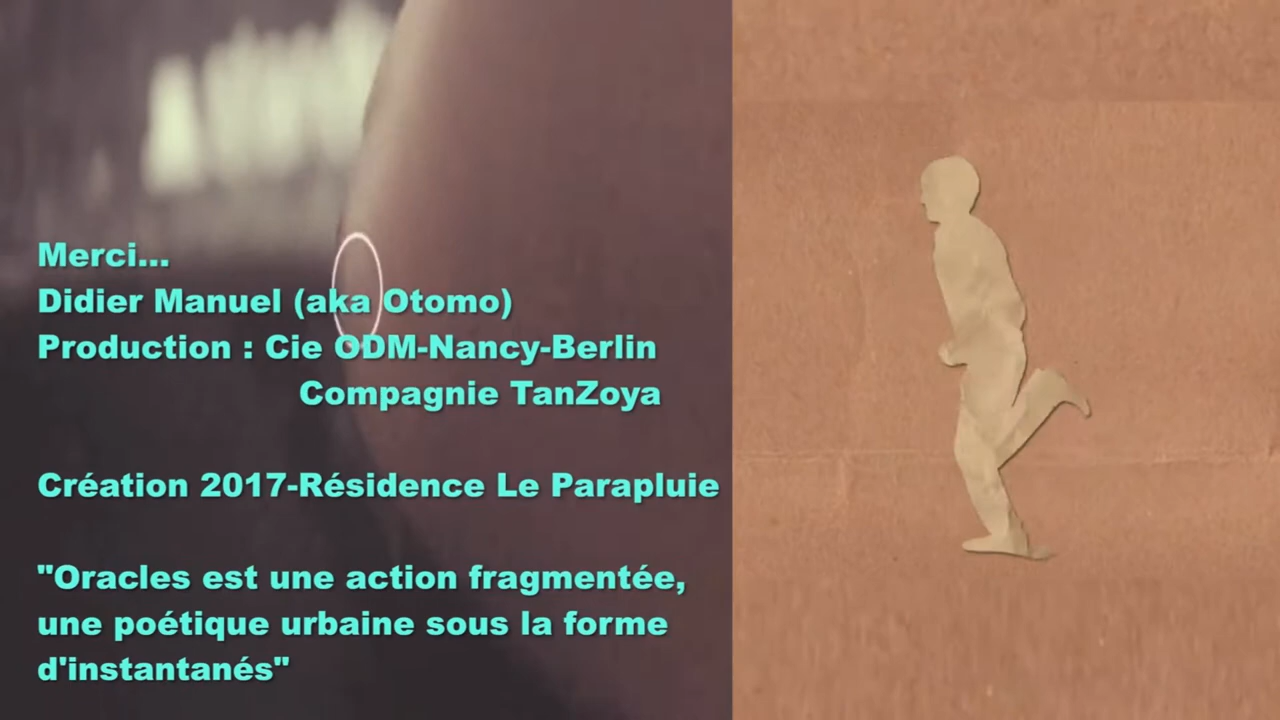 Merci...
Didier Manuel (aka Otomo)
Production : Cie ODM-Nancy-Berlin
Compagnie TanZoya
Création 2017-Résidence Le Parapluie
"Oracles est une action fragmentée,
une poétique urbaine sous la forme
d'instantanés"